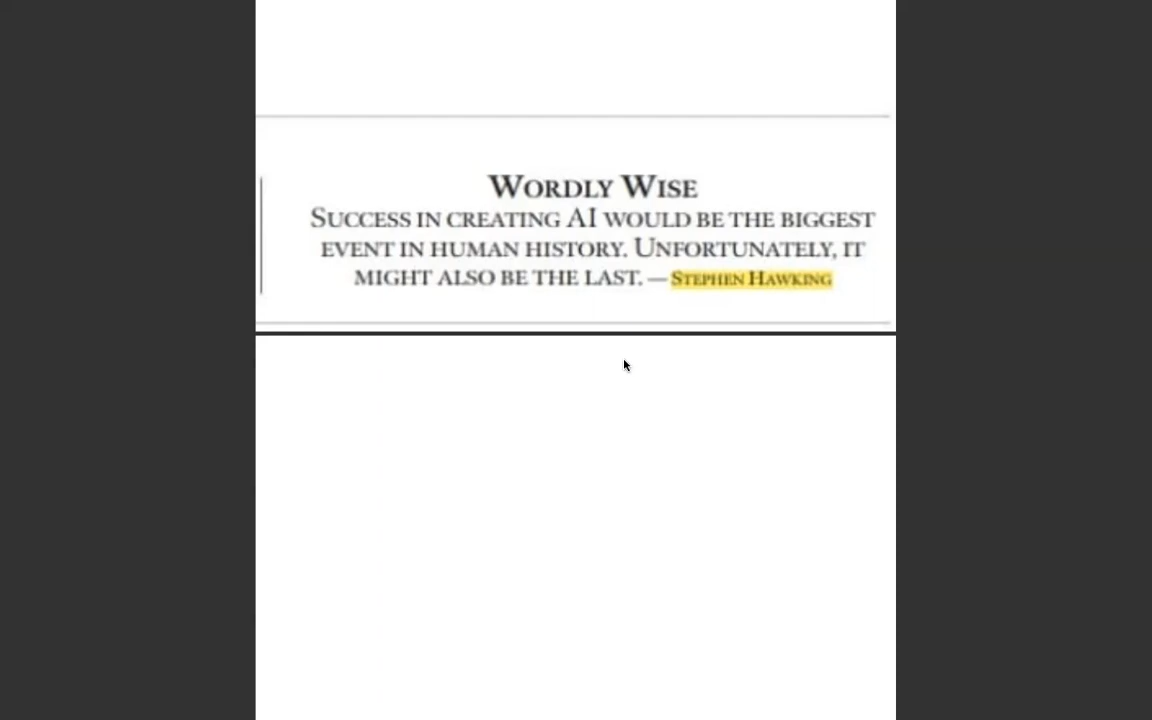 Wordly Wise
Success in creating AI would be the biggest
event in human history. Unfortunately, it
might also be the last. — Stephen Hawking